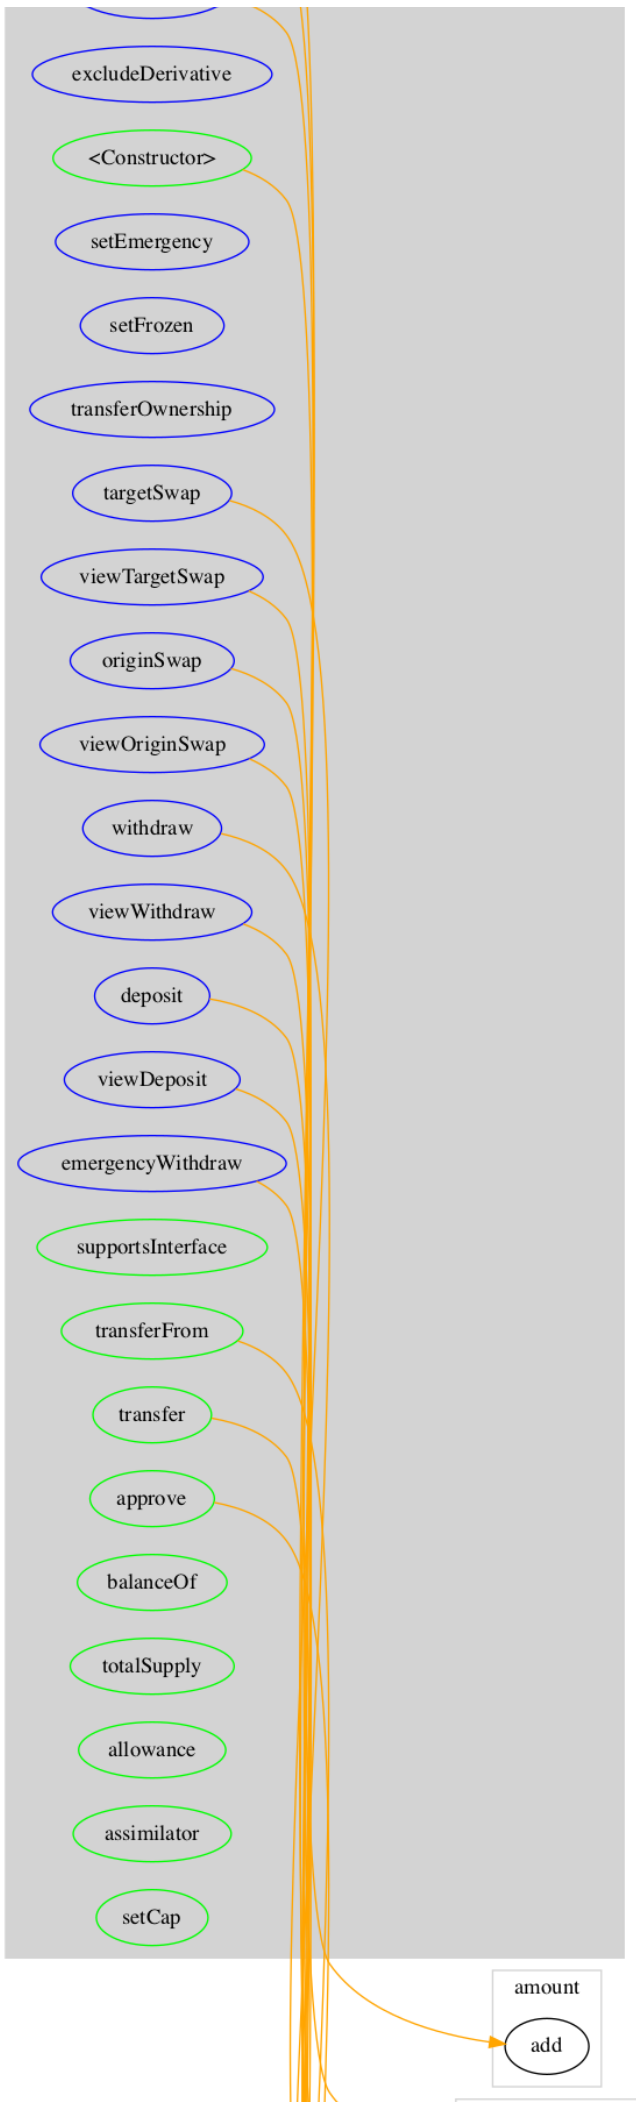 excludeDerivative
<Constructor>
setEmergency
setFrozen
transferOwnership
targetSwap
viewTargetSwap
originSwap
viewOriginSwap
withdraw
viewWithdraw
deposit
viewDeposit
emergencyWithdraw
supportsInterface
transferFrom
transfer
approve
balanceOf
totalSupply
allowance
assimilator
setCap
amount
add